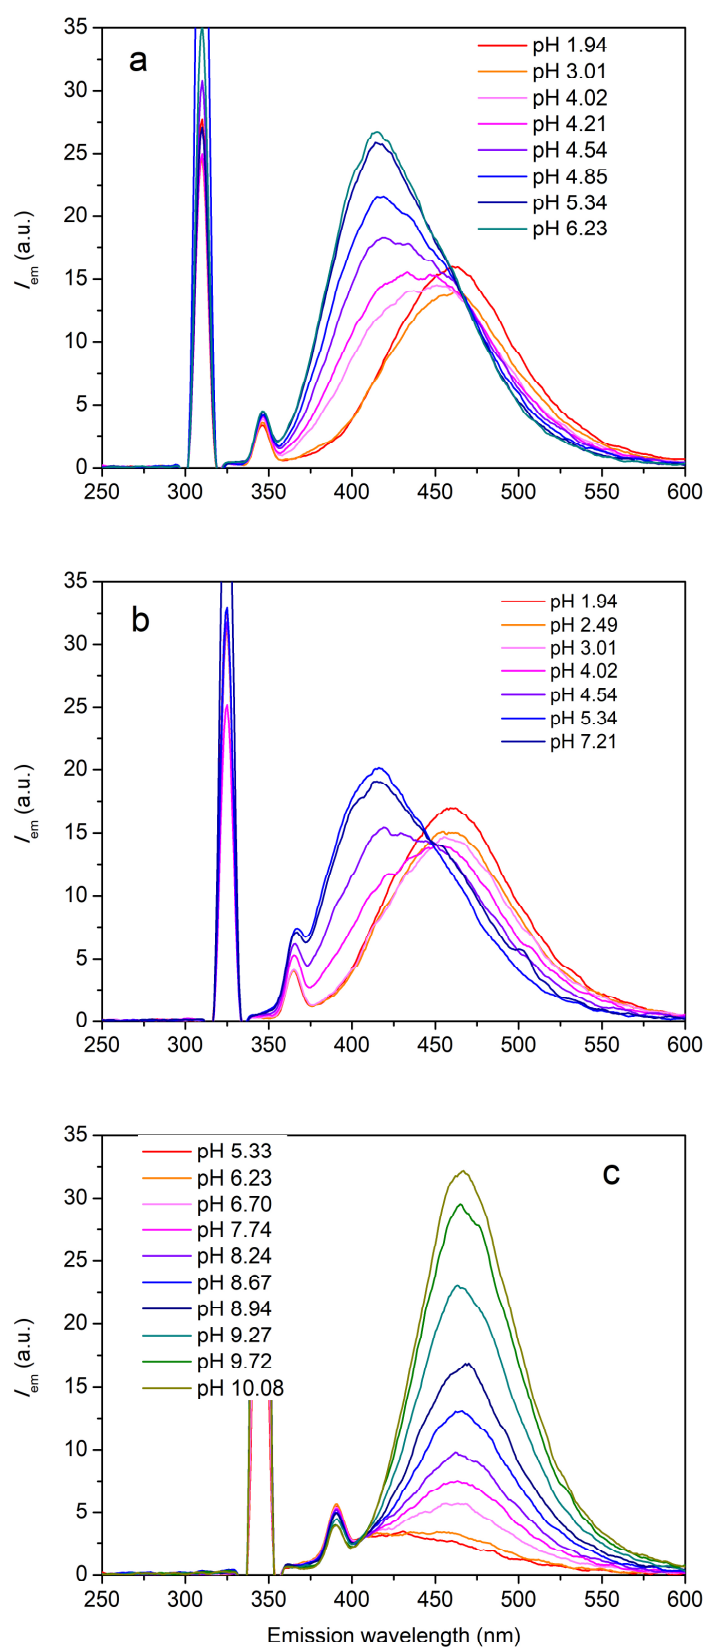 a
pH 1.94
pH 3.01
pH 4.02
pH 4.21
pH 4.54
pH 4.85
pH 5.34
pH 6.23
35
30
25
20
15
10
5
0
I em (a.u.)
250 300 350 400 450 500 550 600
b
pH 1.94
pH 2.49
pH 3.01
pH 4.02
pH 4.54
pH 5.34
pH 7.21
35
30
25
20
15
10
5
0
I em (a.u.)
250 300 350 400 450 500 550 600
c
pH 5.33
pH 6.23
pH 6.70
pH 7.74
pH 8.24
pH 8.67
pH 8.94
pH 9.27
pH 9.72
pH 10.08
35
30
25
20
15
10
5
0
I em (a.u.)
250 300 350 400 450 500 550 600
Emission wavelength (nm)